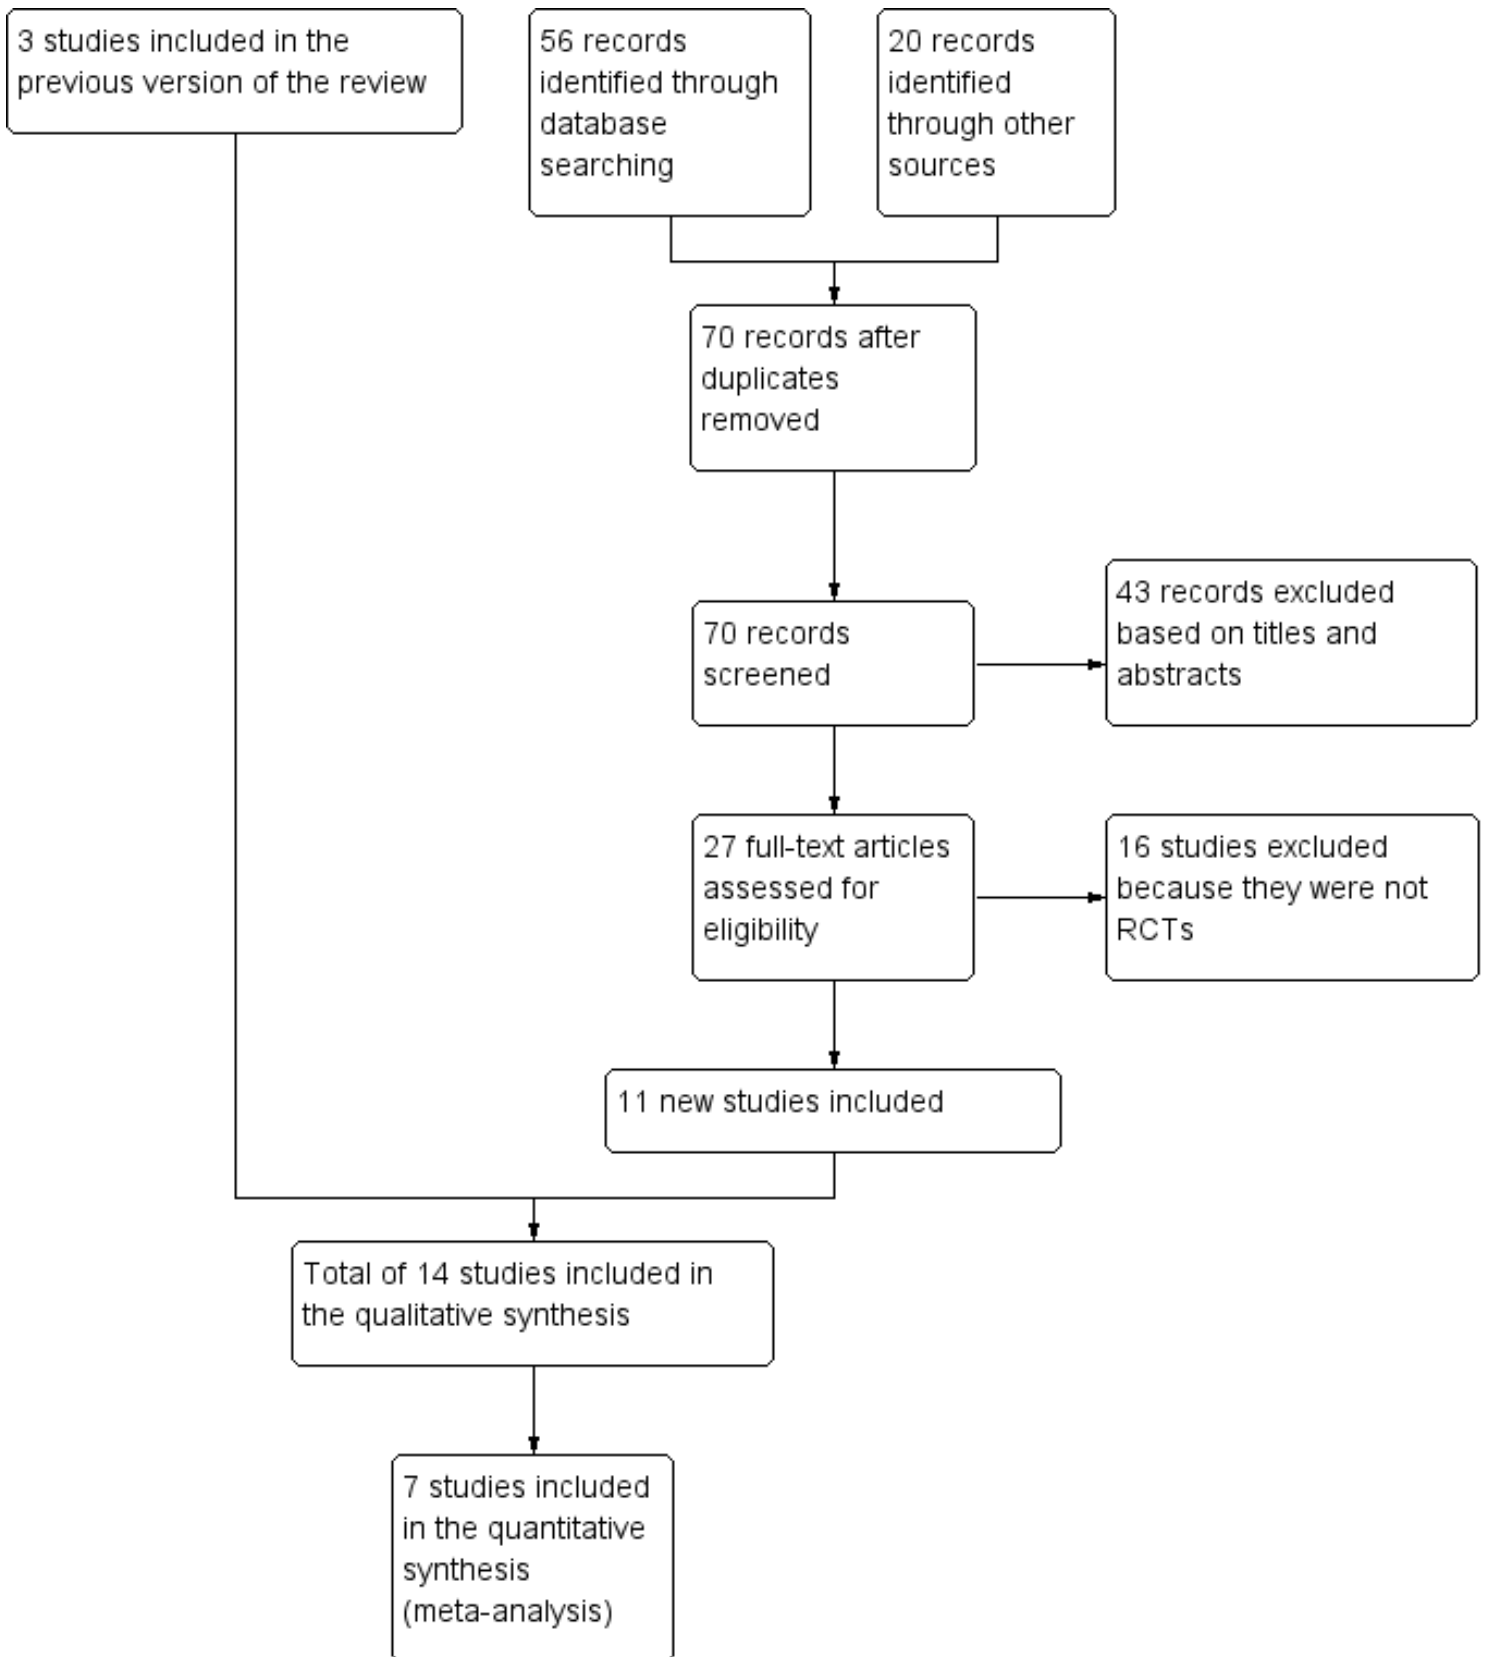 3 studies included in the
previous version of the review
56 records
identified through
database
searching
20 records
identified
through other
sources
70 records after
duplicates
removed
70 records
screened
43 records excluded
based on titles and
abstracts
27 full-text articles
assessed for
eligibility
16 studies excluded
because they were not
RCTs
11 new studies included
Total of 14 studies included in
the qualitative synthesis
7 studies included
in the quantitative
synthesis
(meta-analysis)